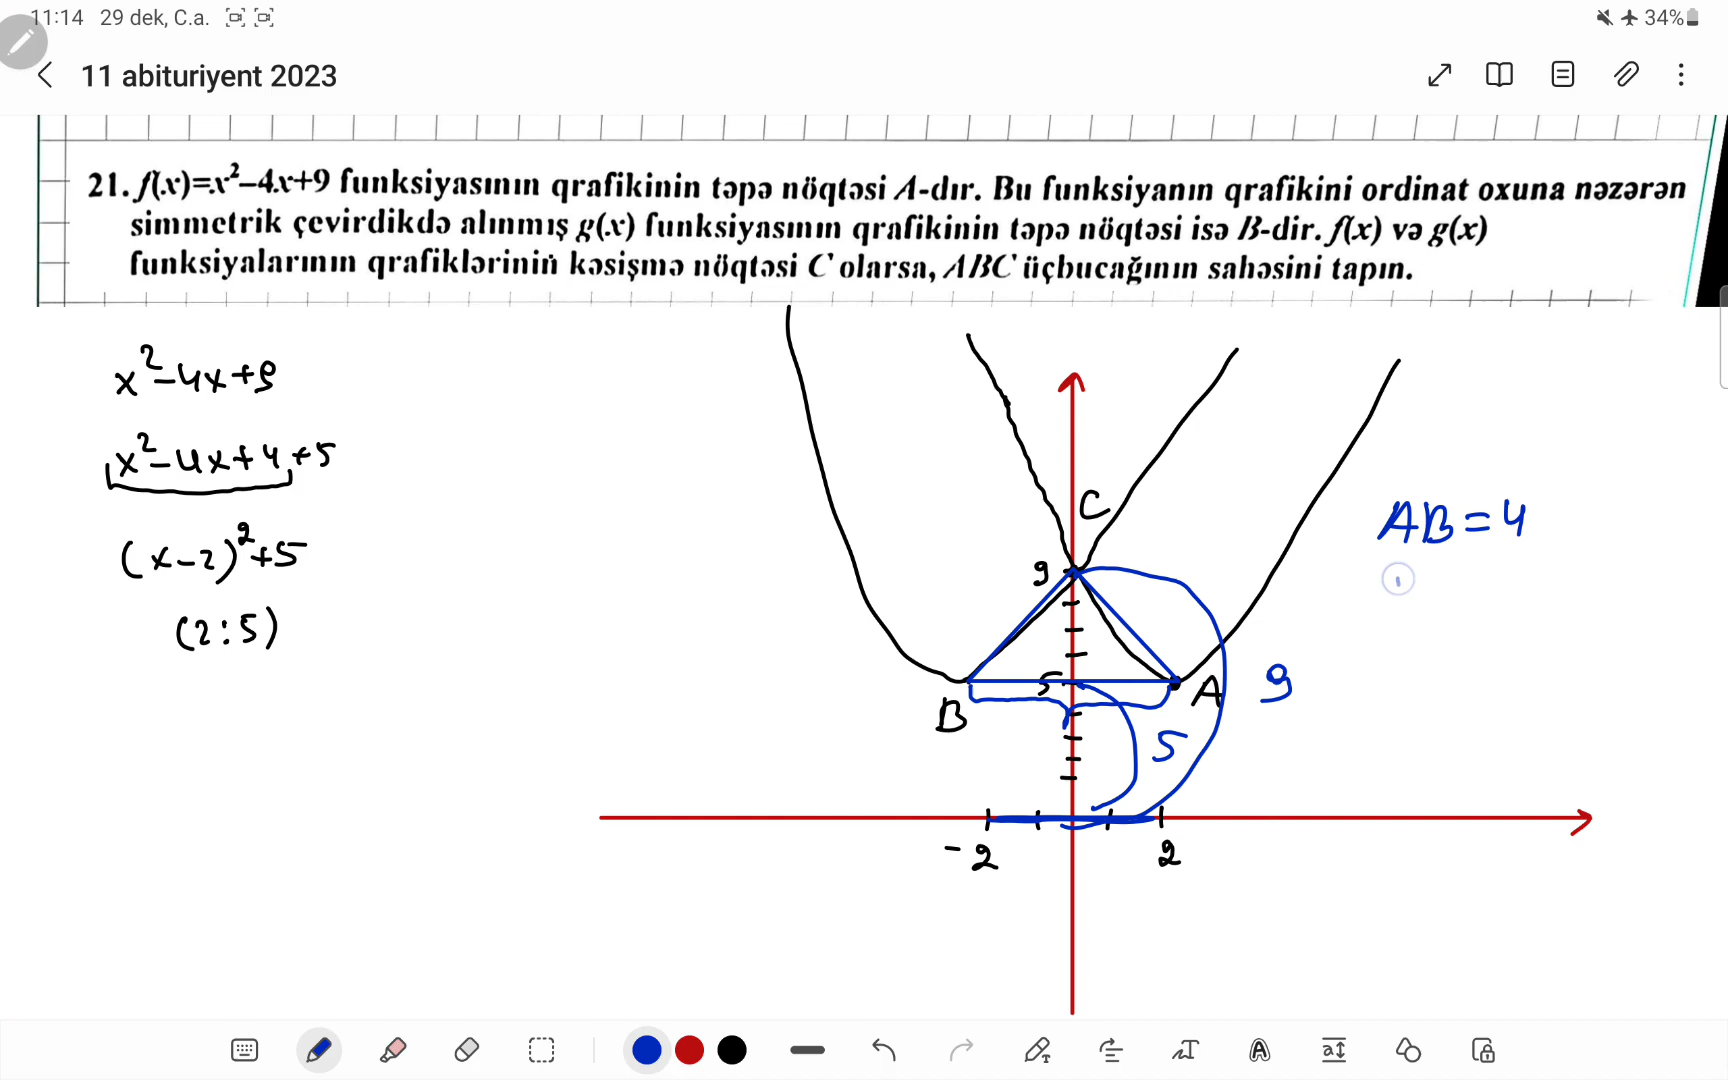 11:14 29 dek, C.a. 34%
11 abituriyent 2023
21. f(x)=x²–4x+9 funksiyasının qrafikinin təpə nöqtəsi A-dır. Bu funksiyanın qrafikini ordinat oxuna nəzərən
simmetrik çevirdikdə alınmış g(x) funksiyasının qrafikinin təpə nöqtəsi isə B-dir. f(x) və g(x)
funksiyalarının qrafiklərinin kəsişmə nöqtəsi C olarsa, ABC üçbucağının sahəsini tapın.
x²-4x+9
x²-4x+4+5
(x-2)²+5
(2:5)
C
AB=4
9
5
A
9
B
5
-2
2